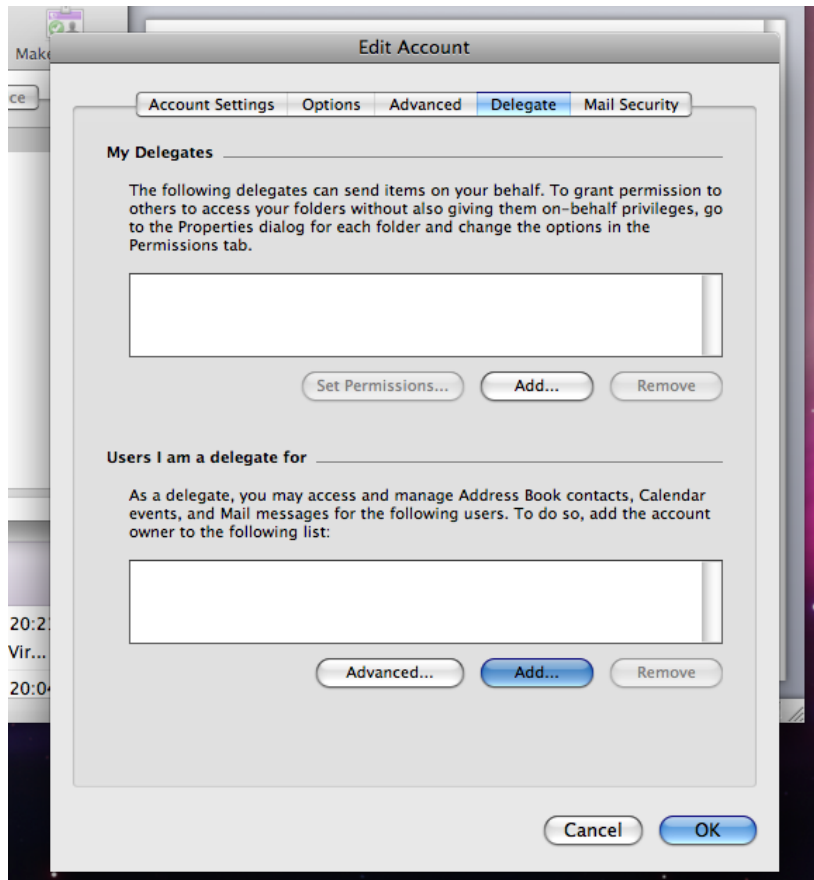 Edit Account
Make
ce
Account Settings Options Advanced Delegate Mail Security
My Delegates
The following delegates can send items on your behalf. To grant permission to
others to access your folders without also giving them on-behalf privileges, go
to the Properties dialog for each folder and change the options in the
Permissions tab.
Set Permissions... Add... Remove
Users I am a delegate for
As a delegate, you may access and manage Address Book contacts, Calendar
events, and Mail messages for the following users. To do so, add the account
owner to the following list:
20:2
Vir...
Advanced... Add... Remove
20:0
Cancel OK